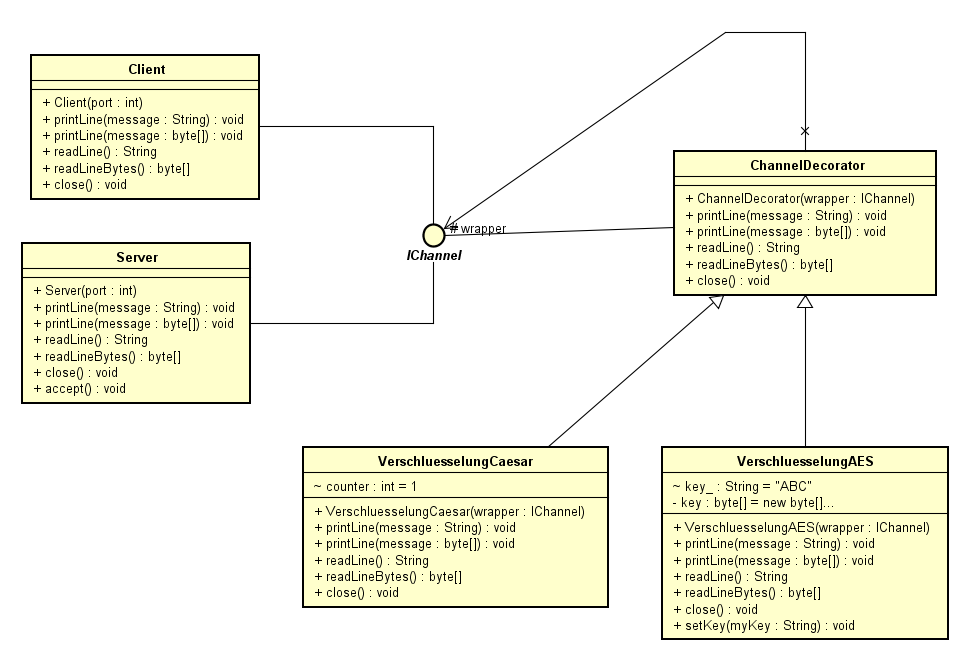 Client
+ Client(port : int)
+ printLine(message : String) : void
+ printLine(message : byte[]) : void
+ readLine() : String
+ readLineBytes() : byte[]
+ close() : void
Server
+ Server(port : int)
+ printLine(message : String) : void
+ printLine(message : byte[]) : void
+ readLine() : String
+ readLineBytes() : byte[]
+ close() : void
+ accept() : void
# wrapper
IChannel
ChannelDecorator
+ ChannelDecorator(wrapper : IChannel)
+ printLine(message : String) : void
+ printLine(message : byte[]) : void
+ readLine() : String
+ readLineBytes() : byte[]
+ close() : void
VerschluesselungCaesar
~ counter : int = 1
+ VerschluesselungCaesar(wrapper : IChannel)
+ printLine(message : String) : void
+ printLine(message : byte[]) : void
+ readLine() : String
+ readLineBytes() : byte[]
+ close() : void
VerschluesselungAES
~ key_ : String = "ABC"
- key : byte[] = new byte[]...
+ VerschluesselungAES(wrapper : IChannel)
+ printLine(message : String) : void
+ printLine(message : byte[]) : void
+ readLine() : String
+ readLineBytes() : byte[]
+ close() : void
+ setKey(myKey : String) : void